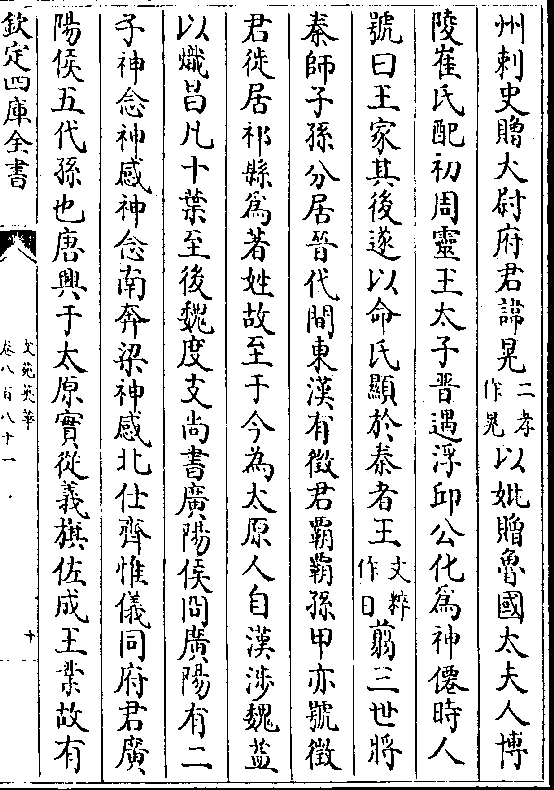 州刺史贈大尉府君諱晃二孝作晃以妣贈魯國太夫人博
陵崔氏配初周靈王太子晉遇浮邱公化為神僊時人
號曰王家其後遂以命氏顯於秦者王文粹作曰翦三世將
秦師子孫分居晉代間東漢有徵君霸霸孫甲亦號徵
君徙居祁縣為著姓故至于今為太原人自漢涉魏葢
以熾昌凡十葉至後魏度支尚書廣陽侯冏廣陽有二
子神念神感神念南奔梁神感北仕齊惟儀同府君廣
陽侯五代孫也唐興于太原實從義旗佐成王業故有
欽定四庫全書
文苑英華
卷八百八十一
十